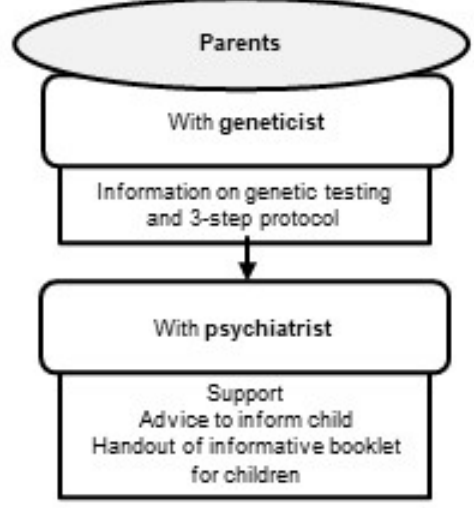 Parents
With geneticist
Information on genetic testing
and 3-step protocol
With psychiatrist
Support
Advice to inform child
Handout of informative booklet
for children